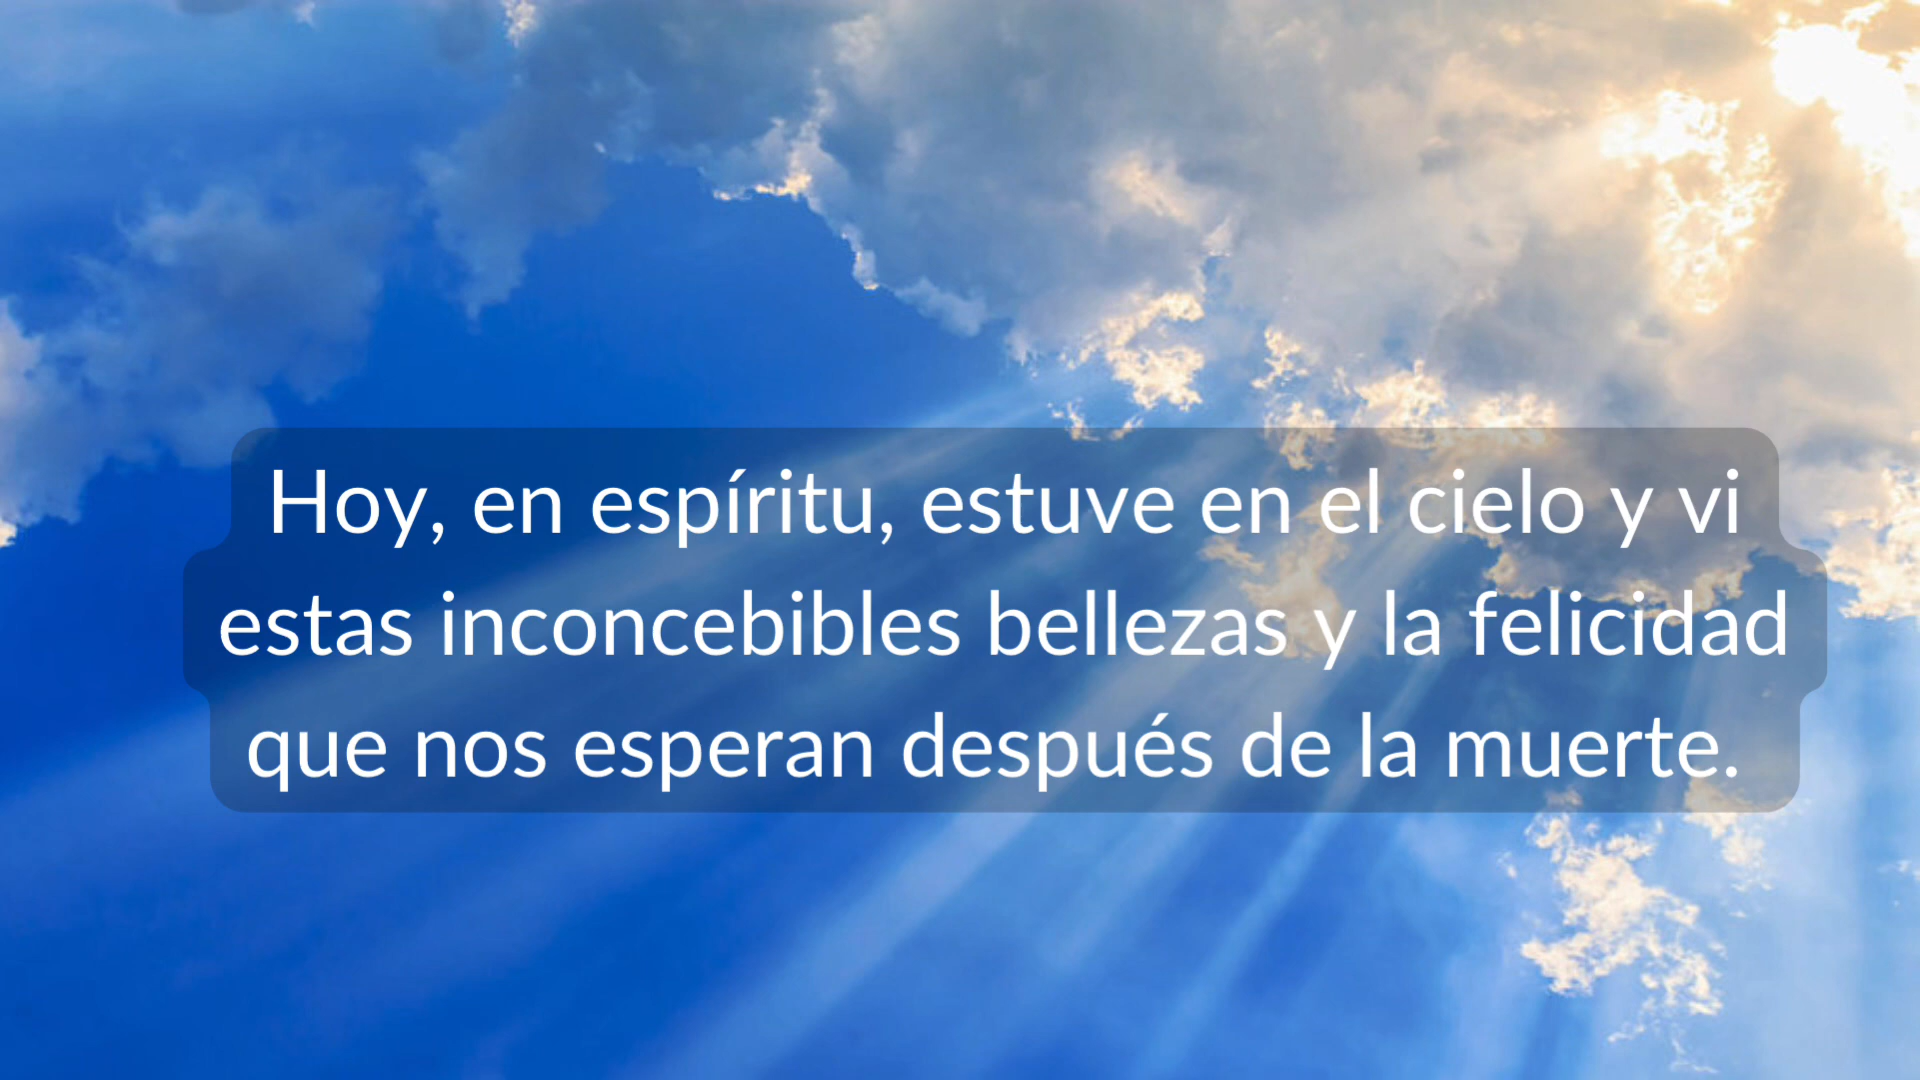 Hoy, en espíritu, estuve en el cielo y vi
estas inconcebibles bellezas y la felicidad
que nos esperan después de la muerte.